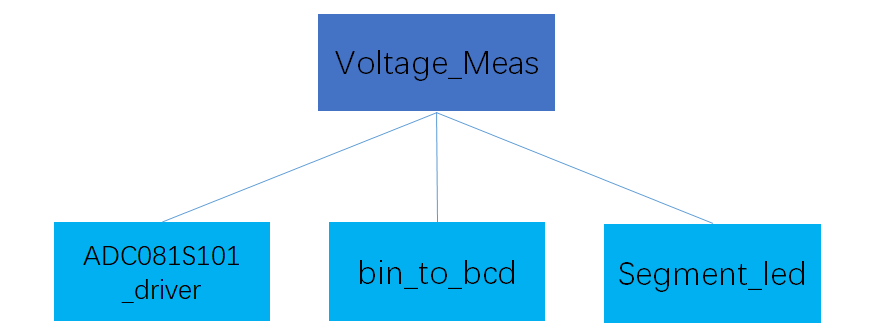 Voltage_Meas
ADC081S101
_driver
bin_to_bcd
Segment_led